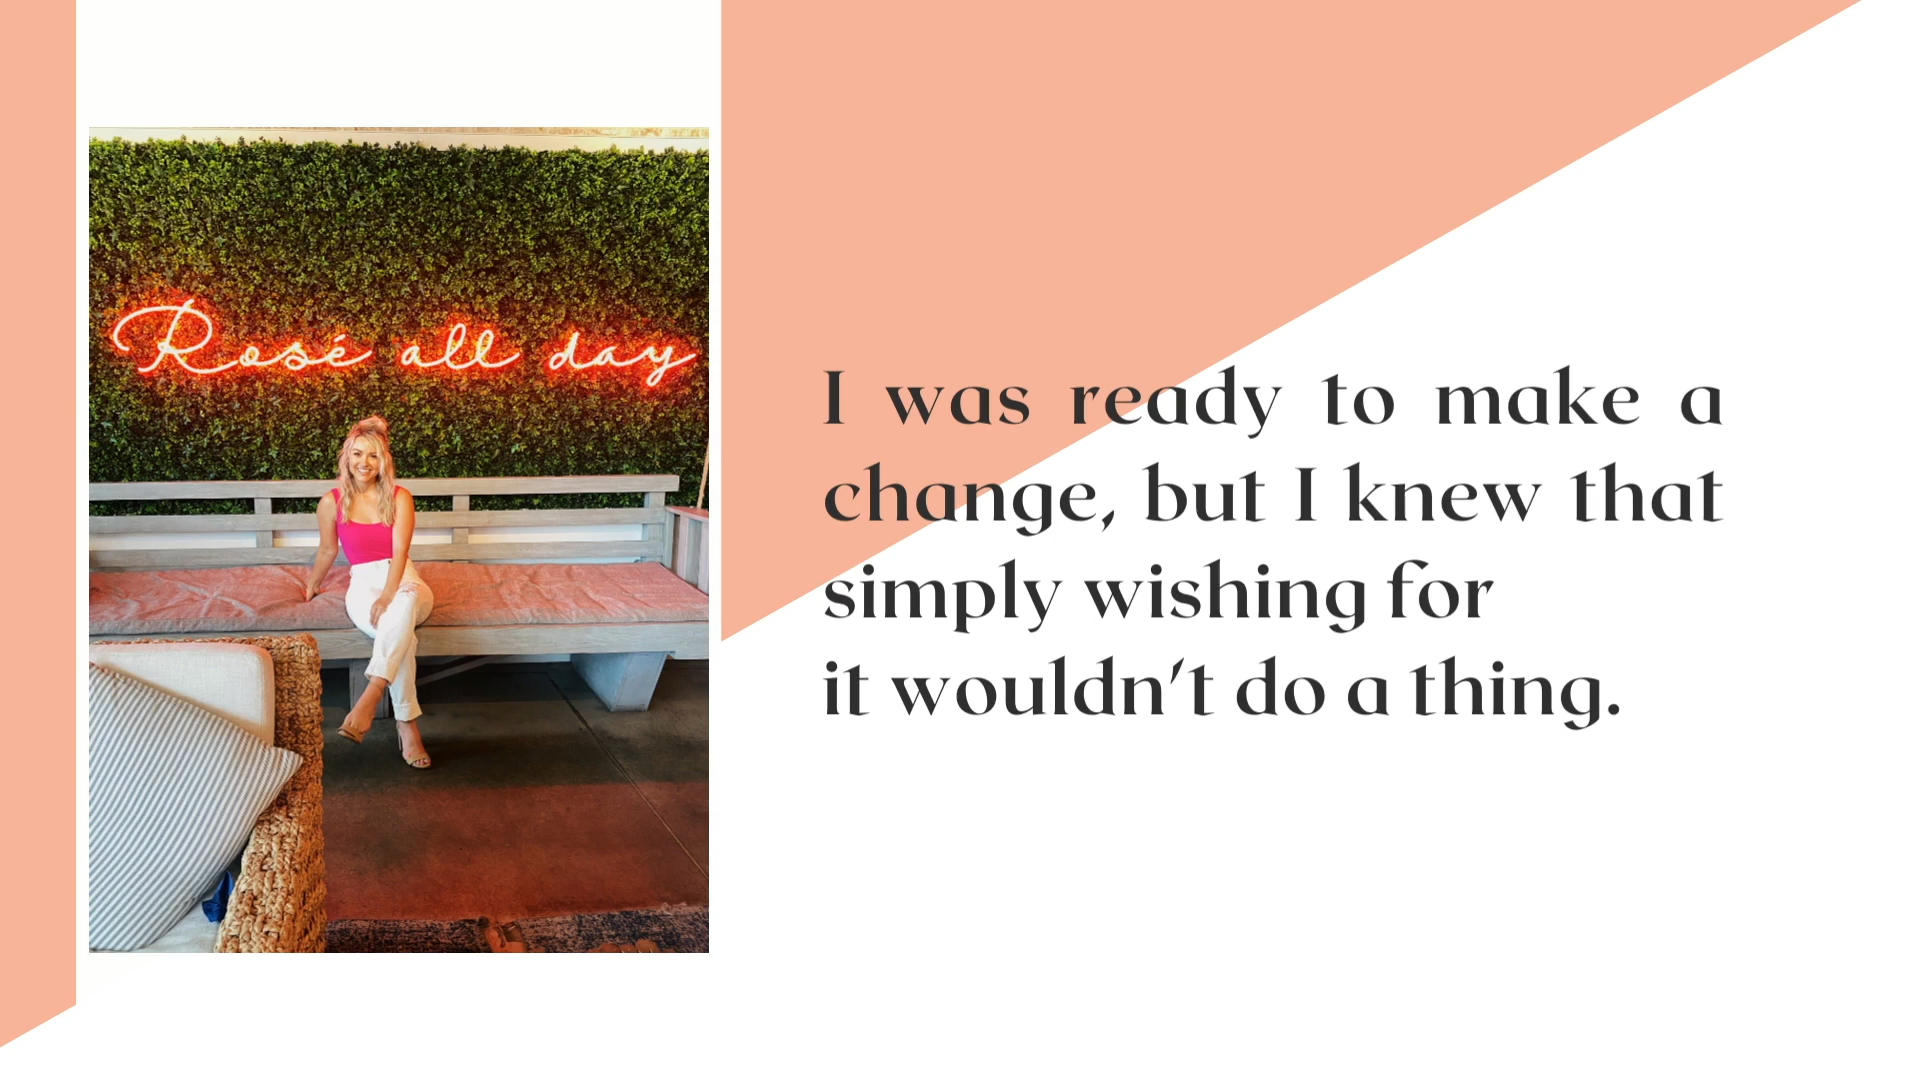 Rosé all day
I was ready to make a
change, but I knew that
simply wishing for
it wouldn't do a thing.